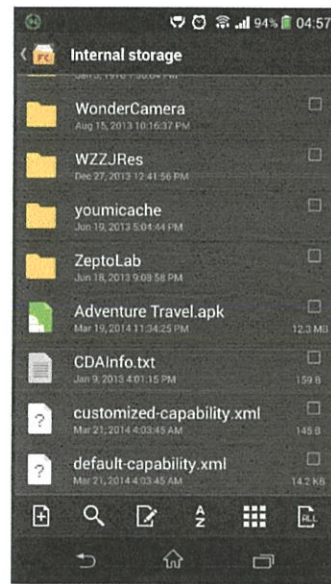 94% 04:57
FE
Internal storage
WonderCamera
Aug 15, 2013 10:16:37 PM
WZZJRes
Dec 27, 2013 12:41:56 PM
youmicache
Jun 19, 2013 5:04:44 PM
ZeptoLab
Jun 18, 2013 9:08:58 PM
Adventure Travel.apk
Mar 19, 2014 11:34:25 PM
12.3 MB
CDAInfo.txt
Jan 9, 2013 4:01:15 PM
159 B
customized-capability.xml
Mar 21, 2014 4:03:45 AM
145 B
default-capability.xml
Mar 21, 2014 4:03:45 AM
14.2 KB
A
Z
ALL